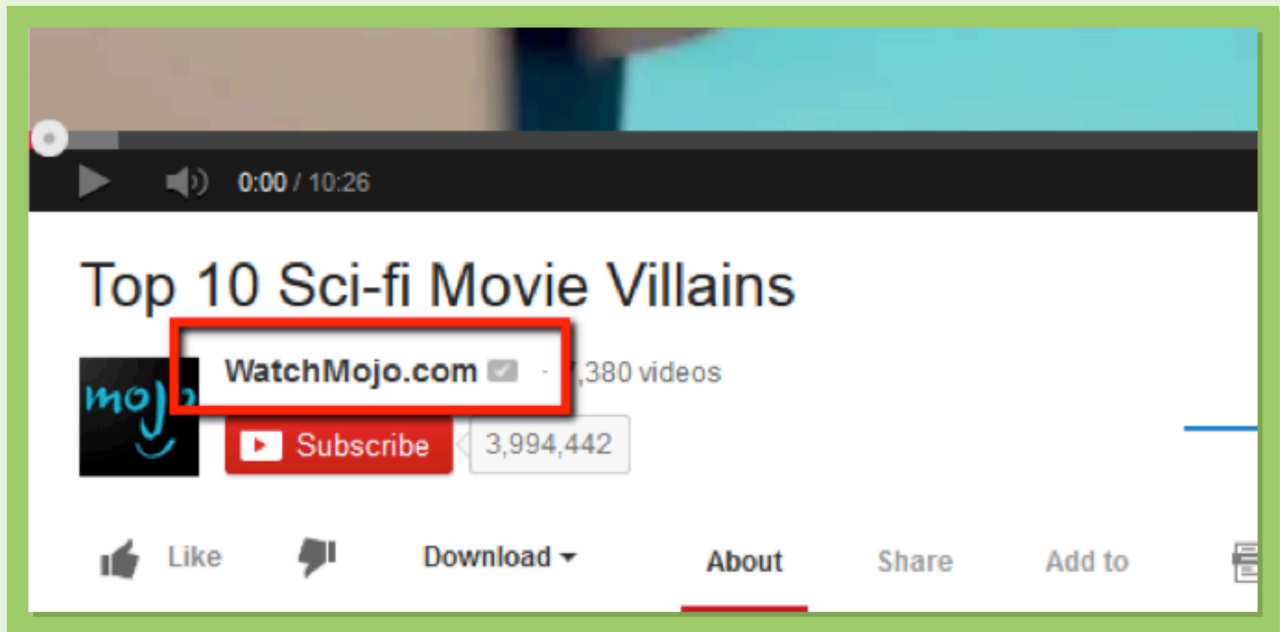 0:00 / 10:26
Top 10 Sci-fi Movie Villains
mojo
WatchMojo.com - ,380 videos
Subscribe 3,994,442
Like Download About Share Add to